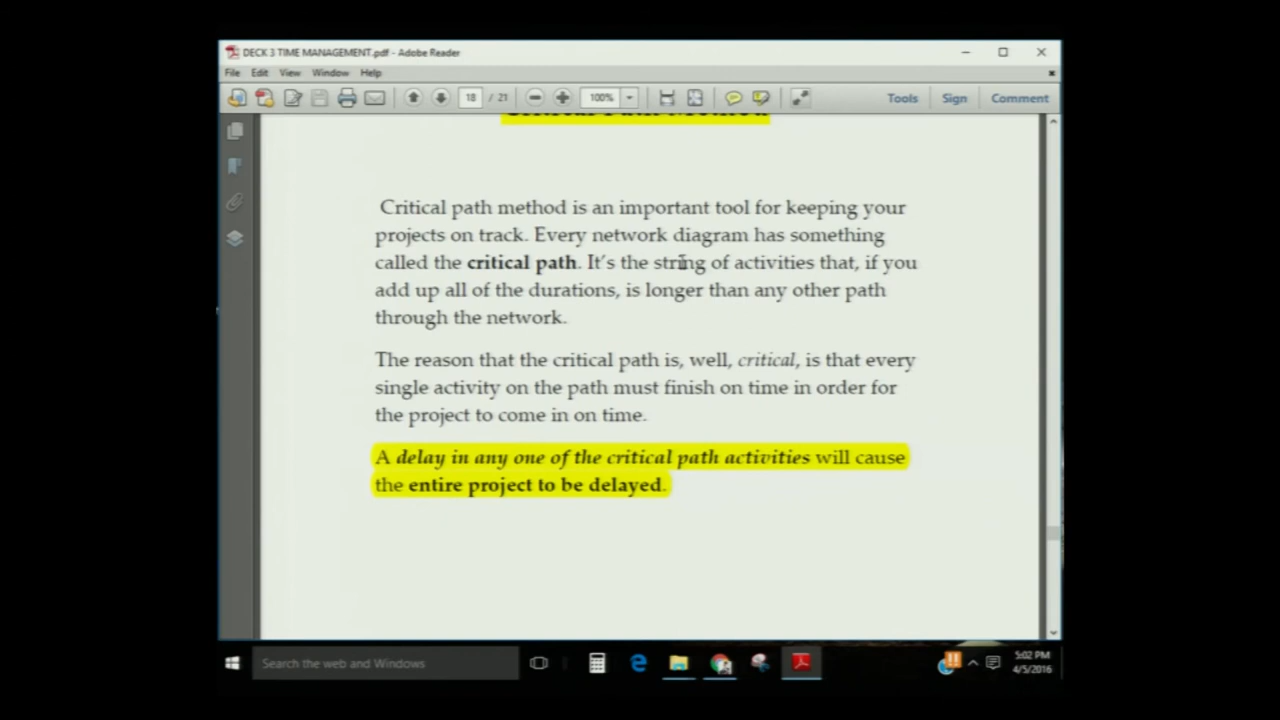 DECK 3 TIME MANAGEMENT.pdf - Adobe Reader
File Edit View Window Help
18 / 21 100% Tools Sign Comment
Critical Path Method
Critical path method is an important tool for keeping your
projects on track. Every network diagram has something
called the critical path. It's the string of activities that, if you
add up all of the durations, is longer than any other path
through the network.
The reason that the critical path is, well, critical, is that every
single activity on the path must finish on time in order for
the project to come in on time.
A delay in any one of the critical path activities will cause
the entire project to be delayed.
Search the web and Windows
5:02 PM
4/5/2016